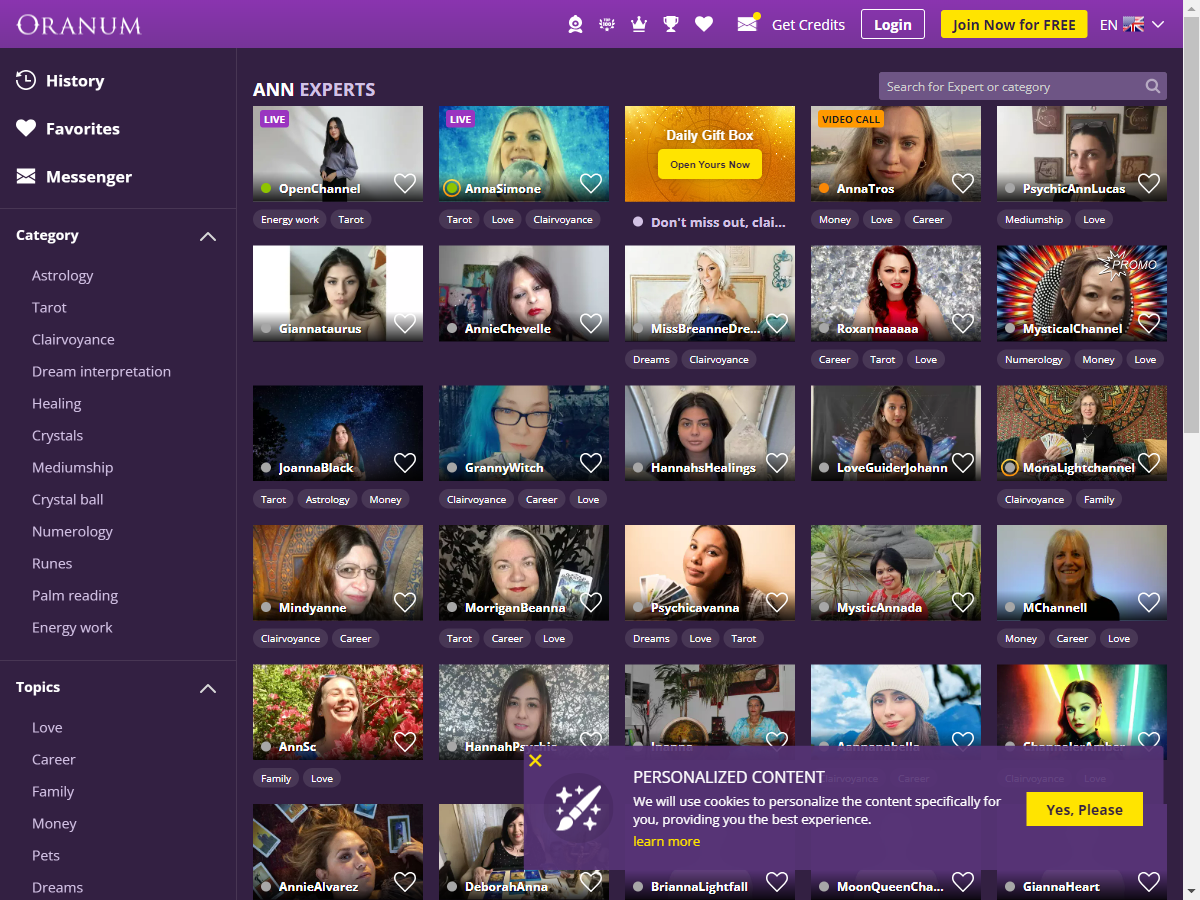 ORANUM
Get Credits
Login
Join Now for FREE
EN
History
Favorites
Messenger
Category
Astrology
Tarot
Clairvoyance
Dream interpretation
Healing
Crystals
Mediumship
Crystal ball
Numerology
Runes
Palm reading
Energy work
Topics
Love
Career
Family
Money
Pets
Dreams
ANN EXPERTS
Search for Expert or category
LIVE
OpenChannel
Energy work Tarot
LIVE
AnnaSimone
Tarot Love Clairvoyance
Daily Gift Box
Open Yours Now
Don't miss out, clai...
VIDEO CALL
AnnaTros
Money Love Career
PsychicAnnLucas
Mediumship Love
Giannataurus
AnnieChevelle
MissBreanneDre...
Dreams Clairvoyance
Roxannaaaaa
Career Tarot Love
PROMO
MysticalChannel
Numerology Money Love
JoannaBlack
Tarot Astrology Money
GrannyWitch
Clairvoyance Career Love
HannahsHealings
LoveGuiderJohann
MonaLightchannel
Clairvoyance Family
Mindyanne
Clairvoyance Career
MorriganBeanna
Tarot Career Love
Psychicavanna
Dreams Love Tarot
MysticAnnada
MChannell
Money Career Love
AnnSc
Family Love
HannahPsychic
ChannelerAmber
Clairvoyance Career
Clairvoyance Love
AnnieAlvarez
DeborahAnna
BriannaLightfall
MoonQueenCha...
GiannaHeart
PERSONALIZED CONTENT
We will use cookies to personalize the content specifically for
you, providing you the best experience.
learn more
Yes, Please